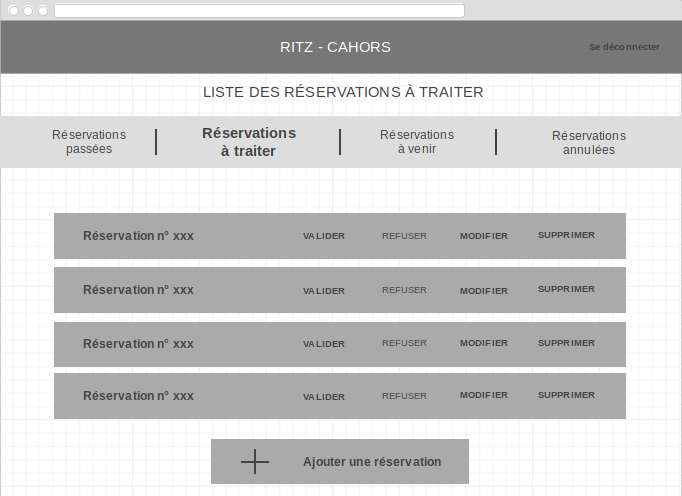 RITZ - CAHORS
Se déconnecter
LISTE DES RÉSERVATIONS À TRAITER
Réservations
passées
Réservations
à traiter
Réservations
à venir
Réservations
annulées
Réservation n° xxx VALIDER REFUSER MODIFIER SUPPRIMER
Réservation n° xxx VALIDER REFUSER MODIFIER SUPPRIMER
Réservation n° xxx VALIDER REFUSER MODIFIER SUPPRIMER
Réservation n° xxx VALIDER REFUSER MODIFIER SUPPRIMER
Ajouter une réservation